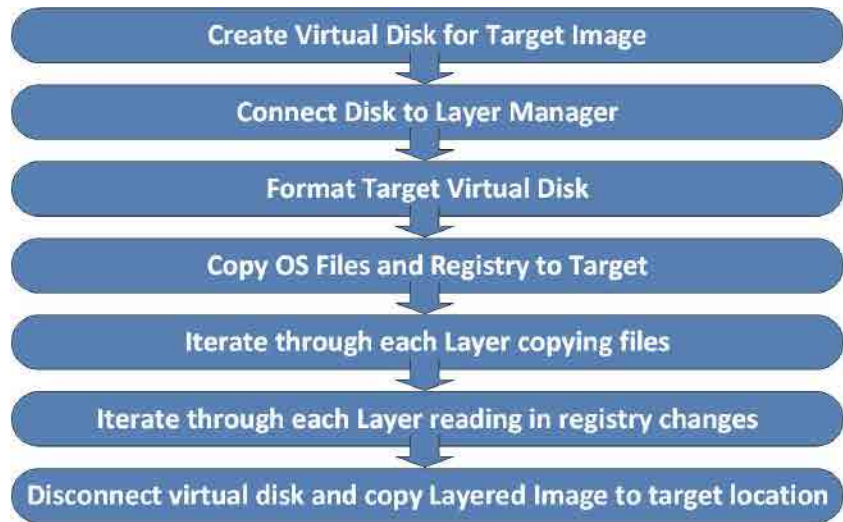 Create Virtual Disk for Target Image
Connect Disk to Layer Manager
Format Target Virtual Disk
Copy OS Files and Registry to Target
Iterate through each Layer copying files
Iterate through each Layer reading in registry changes
Disconnect virtual disk and copy Layered Image to target location